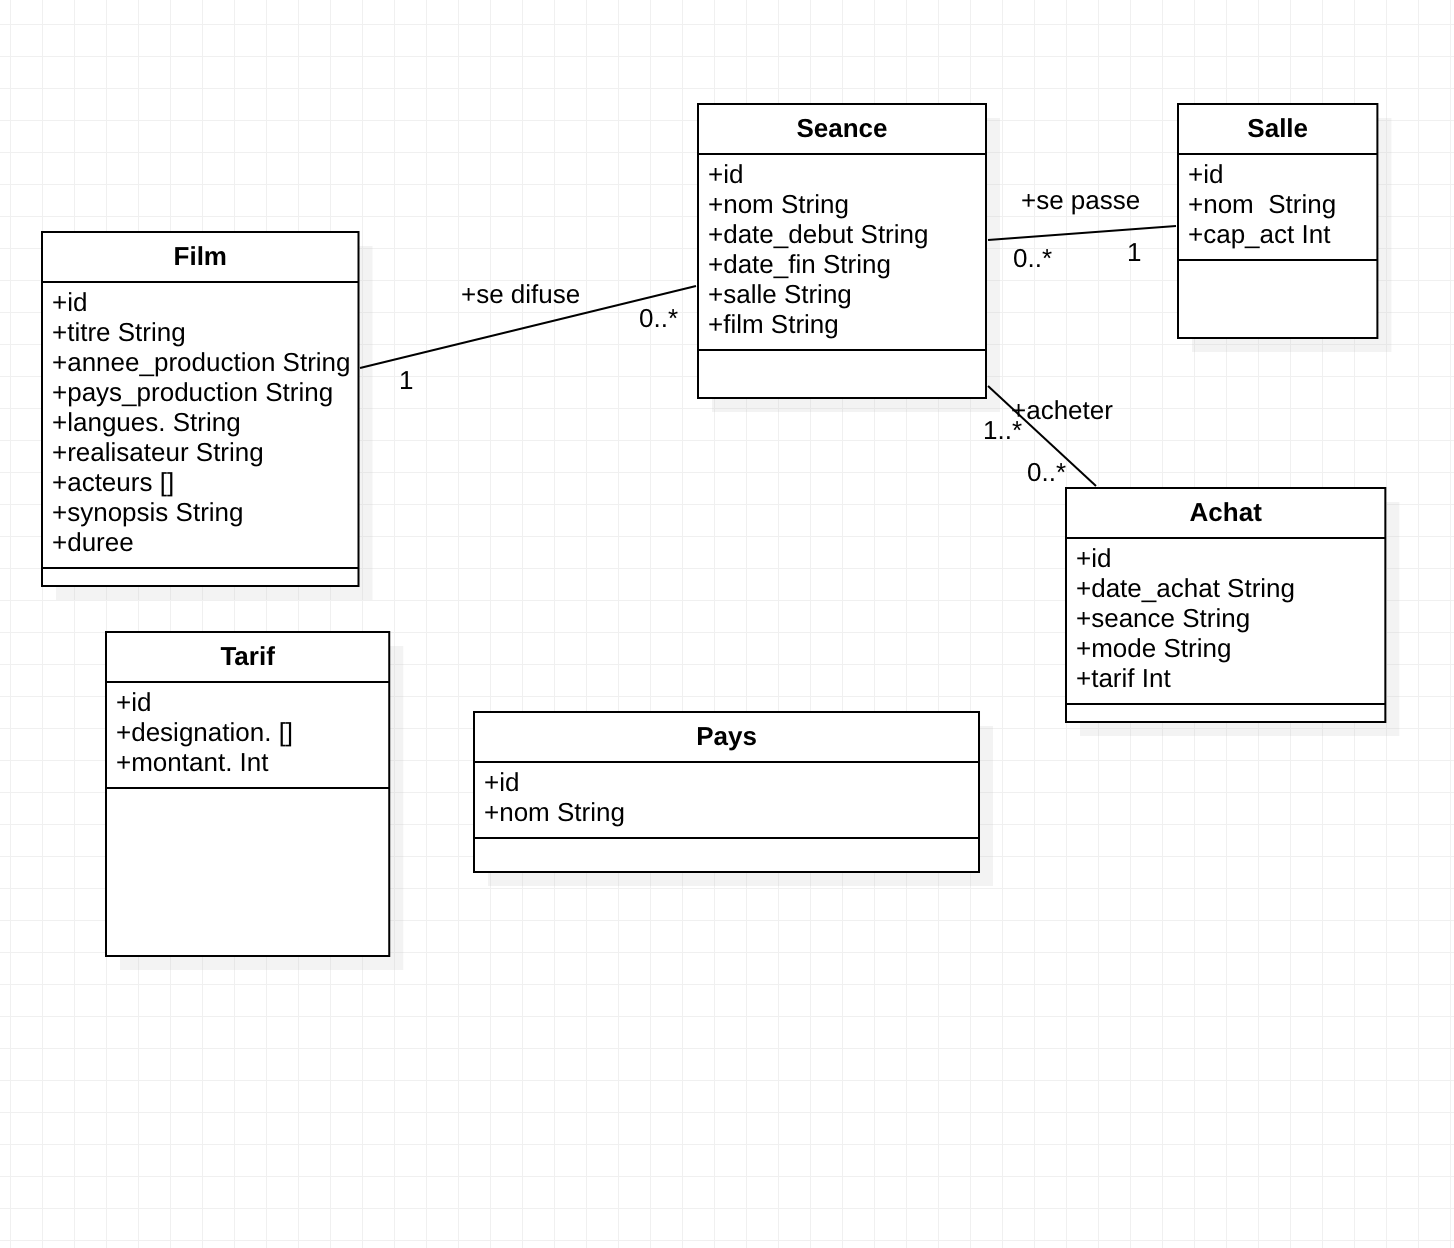 Film
+id
+titre String
+annee_production String
+pays_production String
+langues. String
+realisateur String
+acteurs []
+synopsis String
+duree
+se difuse
1
0..*
Seance
+id
+nom String
+date_debut String
+date_fin String
+salle String
+film String
+se passe
0..*
1
Salle
+id
+nom  String
+cap_act Int
+acheter
1..*
0..*
Achat
+id
+date_achat String
+seance String
+mode String
+tarif Int
Tarif
+id
+designation. []
+montant. Int
Pays
+id
+nom String